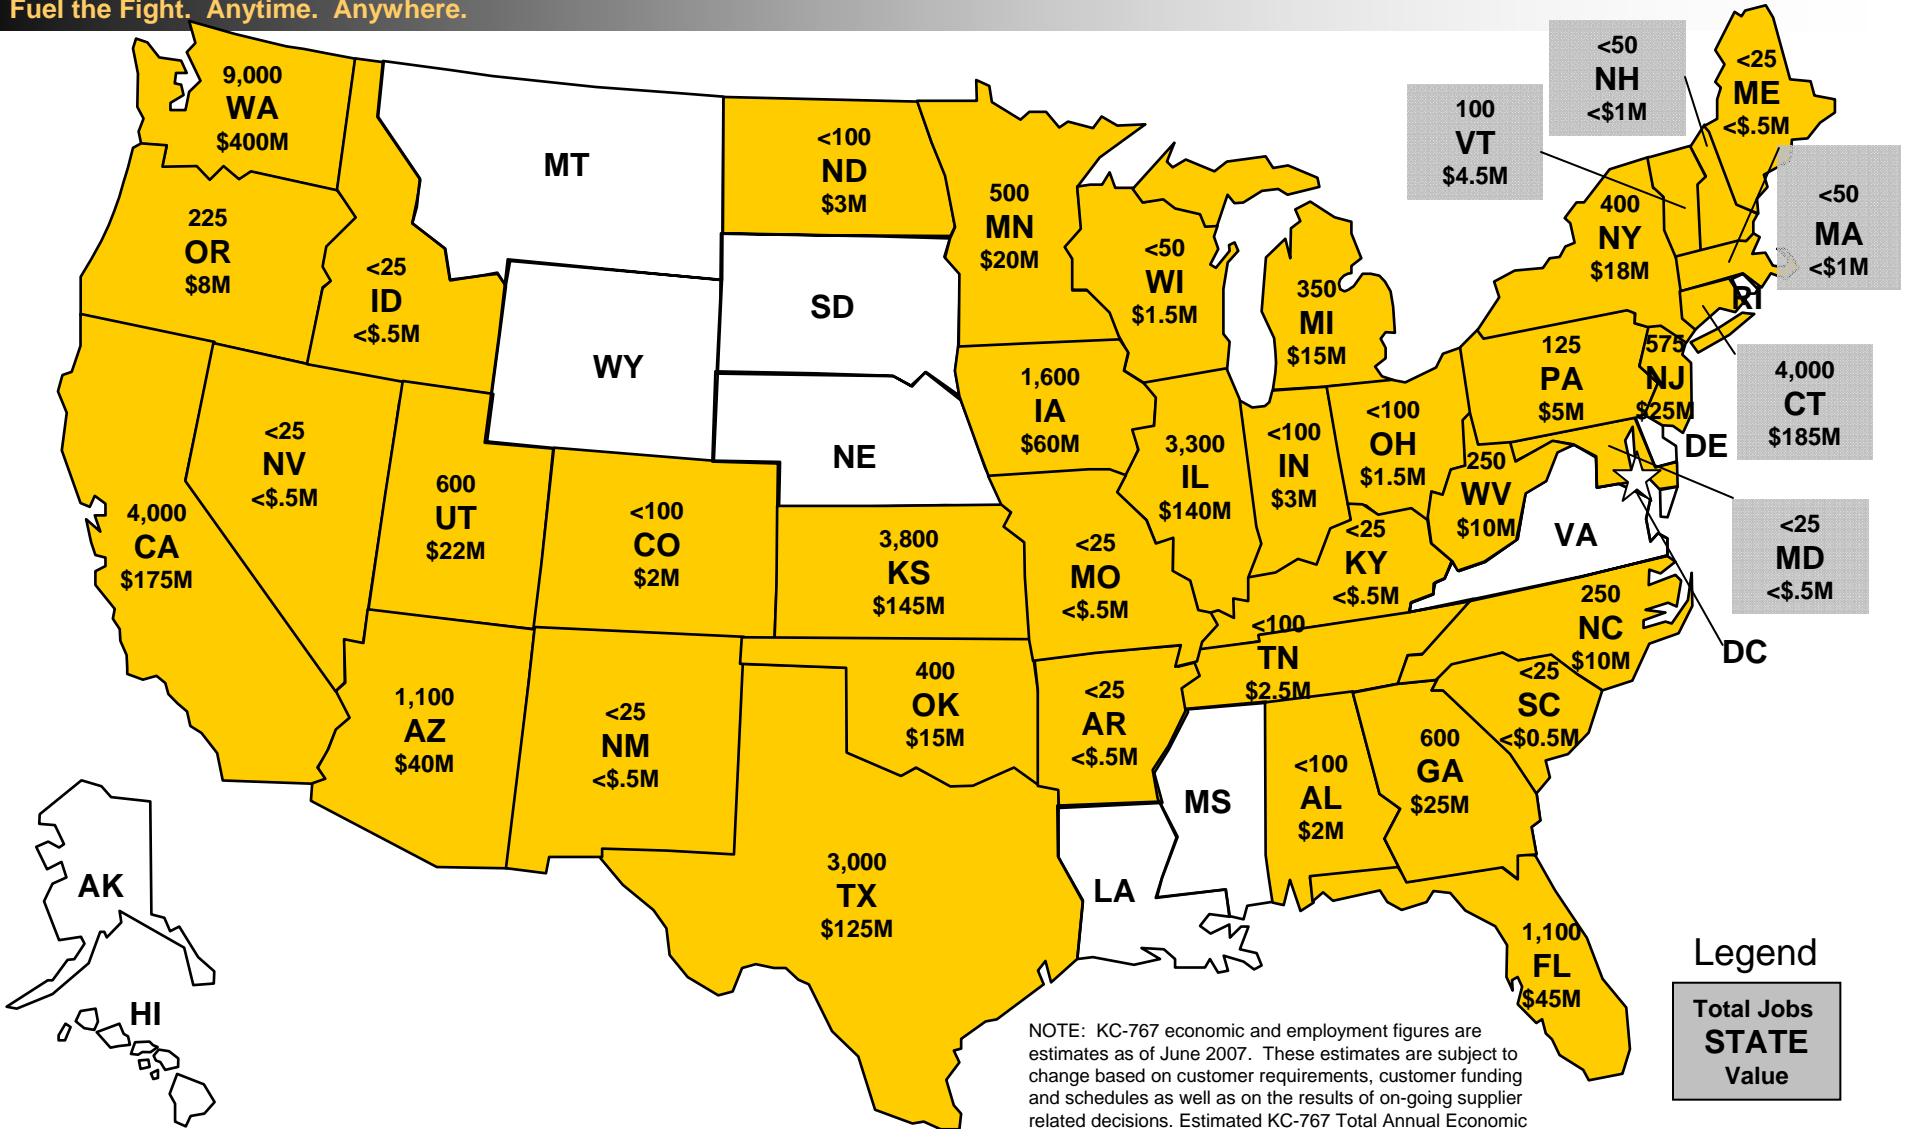 Fuel the Fight.  Anytime.  Anywhere.
9,000
WA
$400M
MT
<100
ND
$3M
500
MN
$20M
<50
WI
$1.5M
350
MI
$15M
100
VT
$4.5M
<50
NH
<$1M
<25
ME
<$.5M
400
NY
$18M
<50
MA
<$1M
RI
225
OR
$8M
<25
ID
<$.5M
WY
SD
NE
1,600
IA
$60M
3,300
IL
$140M
<100
IN
$3M
<100
OH
$1.5M
125
PA
$5M
575
NJ
$25M
4,000
CT
$185M
DE
250
WV
$10M
VA
<25
MD
<$.5M
DC
4,000
CA
$175M
<25
NV
<$.5M
600
UT
$22M
<100
CO
$2M
3,800
KS
$145M
<25
MO
<$.5M
<25
KY
<$.5M
<100
TN
$2.5M
250
NC
$10M
<25
SC
<$0.5M
1,100
AZ
$40M
<25
NM
<$.5M
400
OK
$15M
<25
AR
<$.5M
MS
<100
AL
$2M
600
GA
$25M
3,000
TX
$125M
LA
1,100
FL
$45M
AK
HI
Legend
Total Jobs
STATE
Value
NOTE:  KC-767 economic and employment figures are
estimates as of June 2007.  These estimates are subject to
change based on customer requirements, customer funding
and schedules as well as on the results of on-going supplier
related decisions. Estimated KC-767 Total Annual Economic